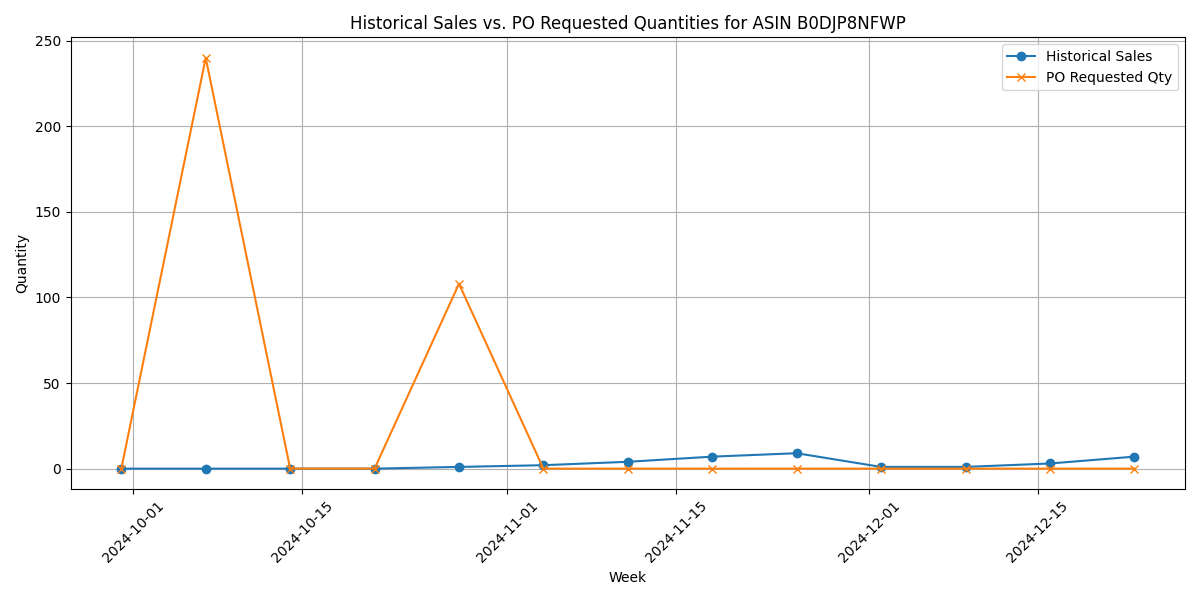 Historical Sales vs. PO Requested Quantities for ASIN B0DJP8NFWP
Historical Sales
PO Requested Qty
Quantity
250
200
150
100
50
0
2024-10-01
2024-10-15
2024-11-01
2024-11-15
2024-12-01
2024-12-15
Week